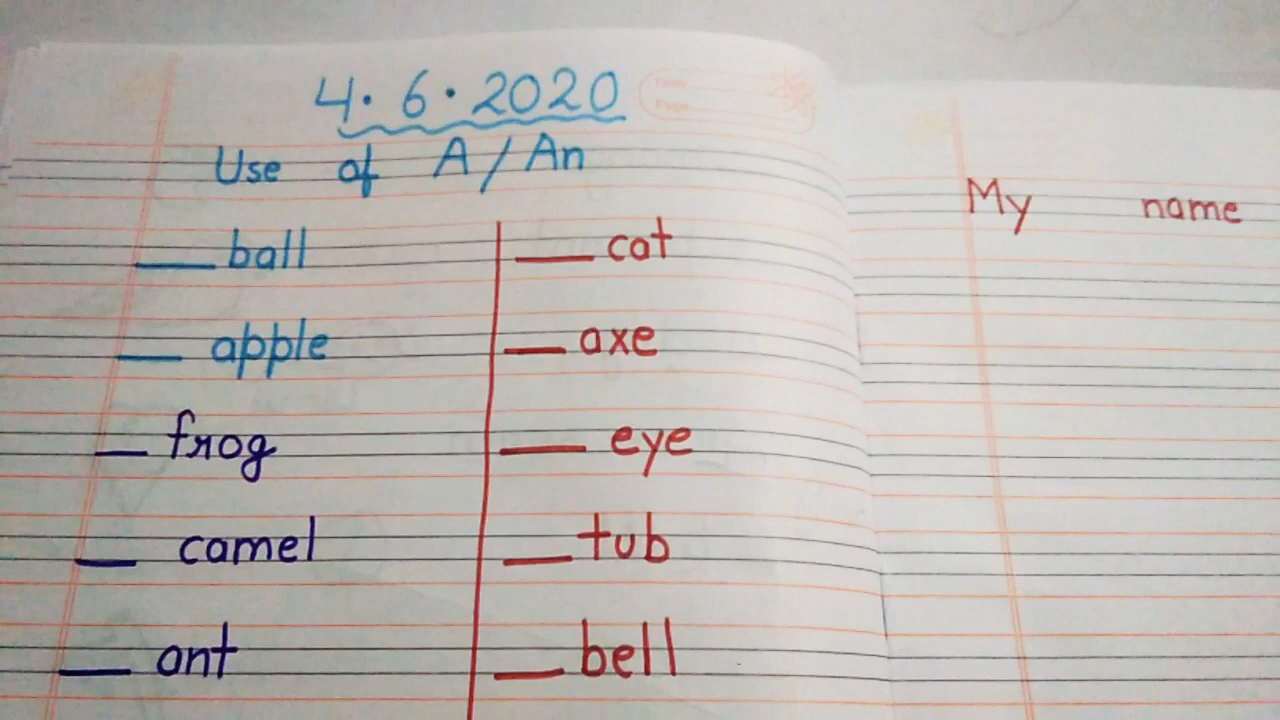 4. 6. 2020
Use of A / An
___ ball
___ apple
___ frog
___ camel
___ ant
___ cat
___ axe
___ eye
___ tub
___ bell
My name